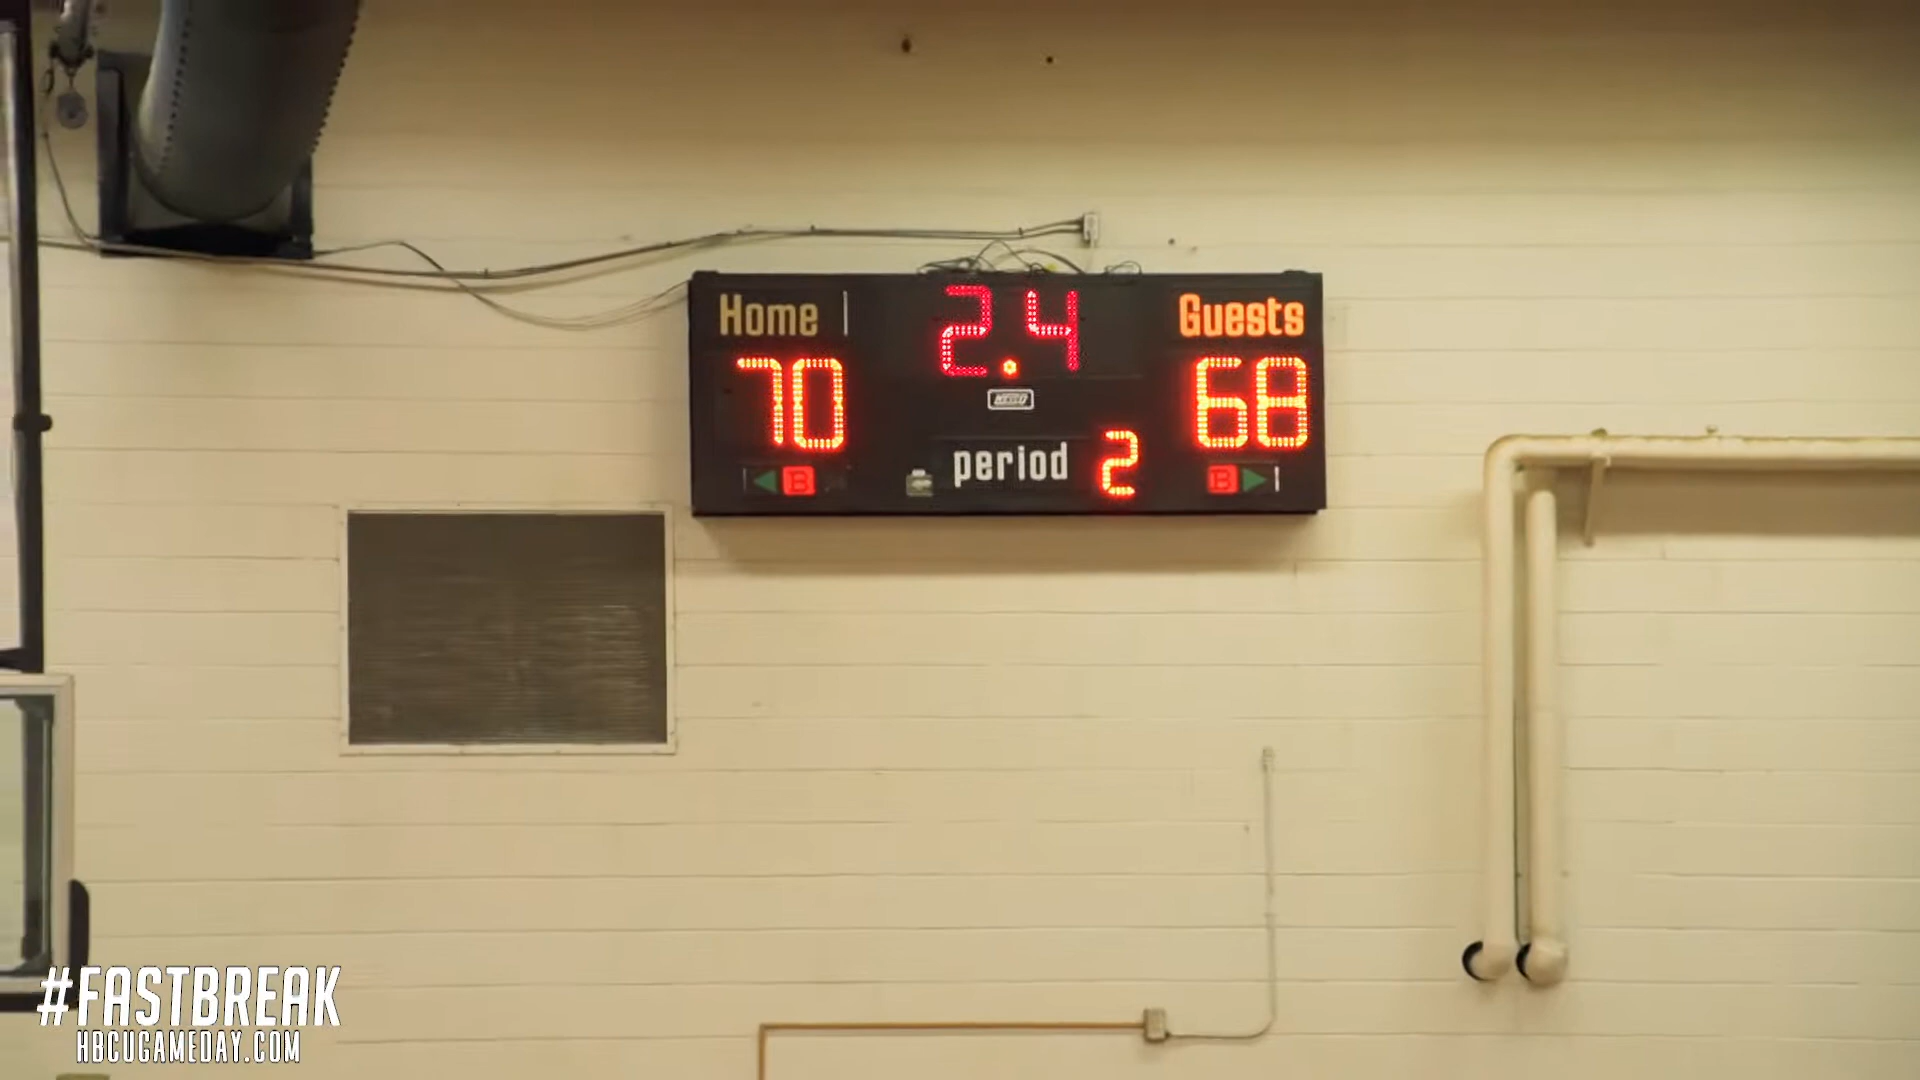 Home 2.4 Guests
70 68
period 2
B B
#FASTBREAK
HBCUGAMEDAY.COM